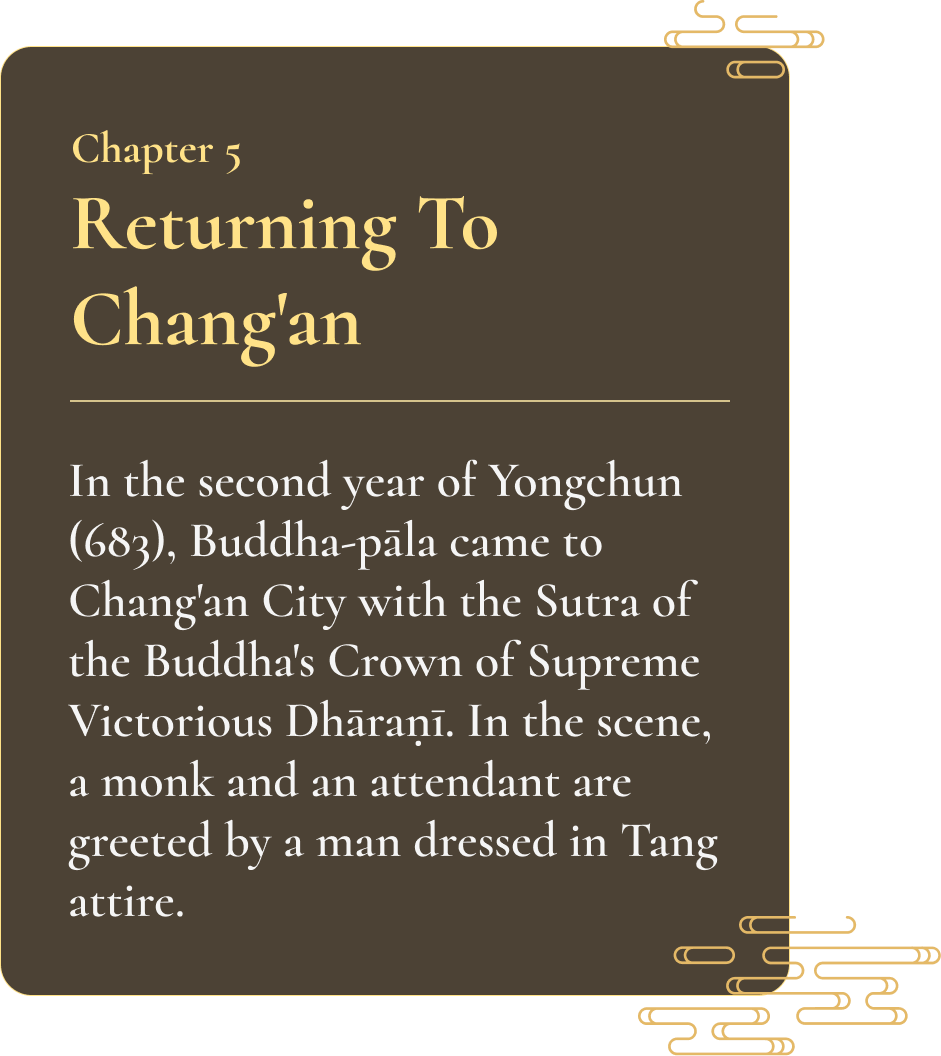 Chapter 5
Returning To
Chang'an
In the second year of Yongchun
(683), Buddha-pāla came to
Chang'an City with the Sutra of
the Buddha's Crown of Supreme
Victorious Dhāraṇī. In the scene,
a monk and an attendant are
greeted by a man dressed in Tang
attire.